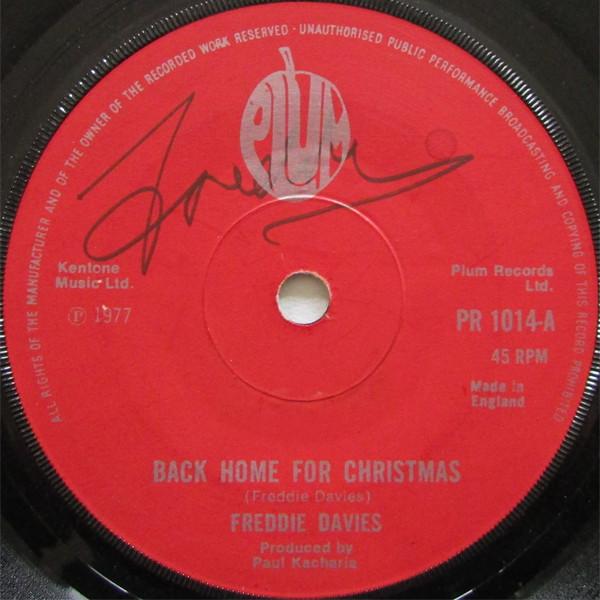 ALL RIGHTS OF THE MANUFACTURER AND OF THE OWNER OF THE RECORDED WORK RESERVED · UNAUTHORISED PUBLIC PERFORMANCE BROADCASTING AND COPYING OF THIS RECORD PROHIBITED
PLUM
Kentone
Music Ltd.
℗ 1977
Plum Records
Ltd.
PR 1014-A
45 RPM
Made in
England
BACK HOME FOR CHRISTMAS
(Freddie Davies)
FREDDIE DAVIES
Produced by
Paul Kacharia